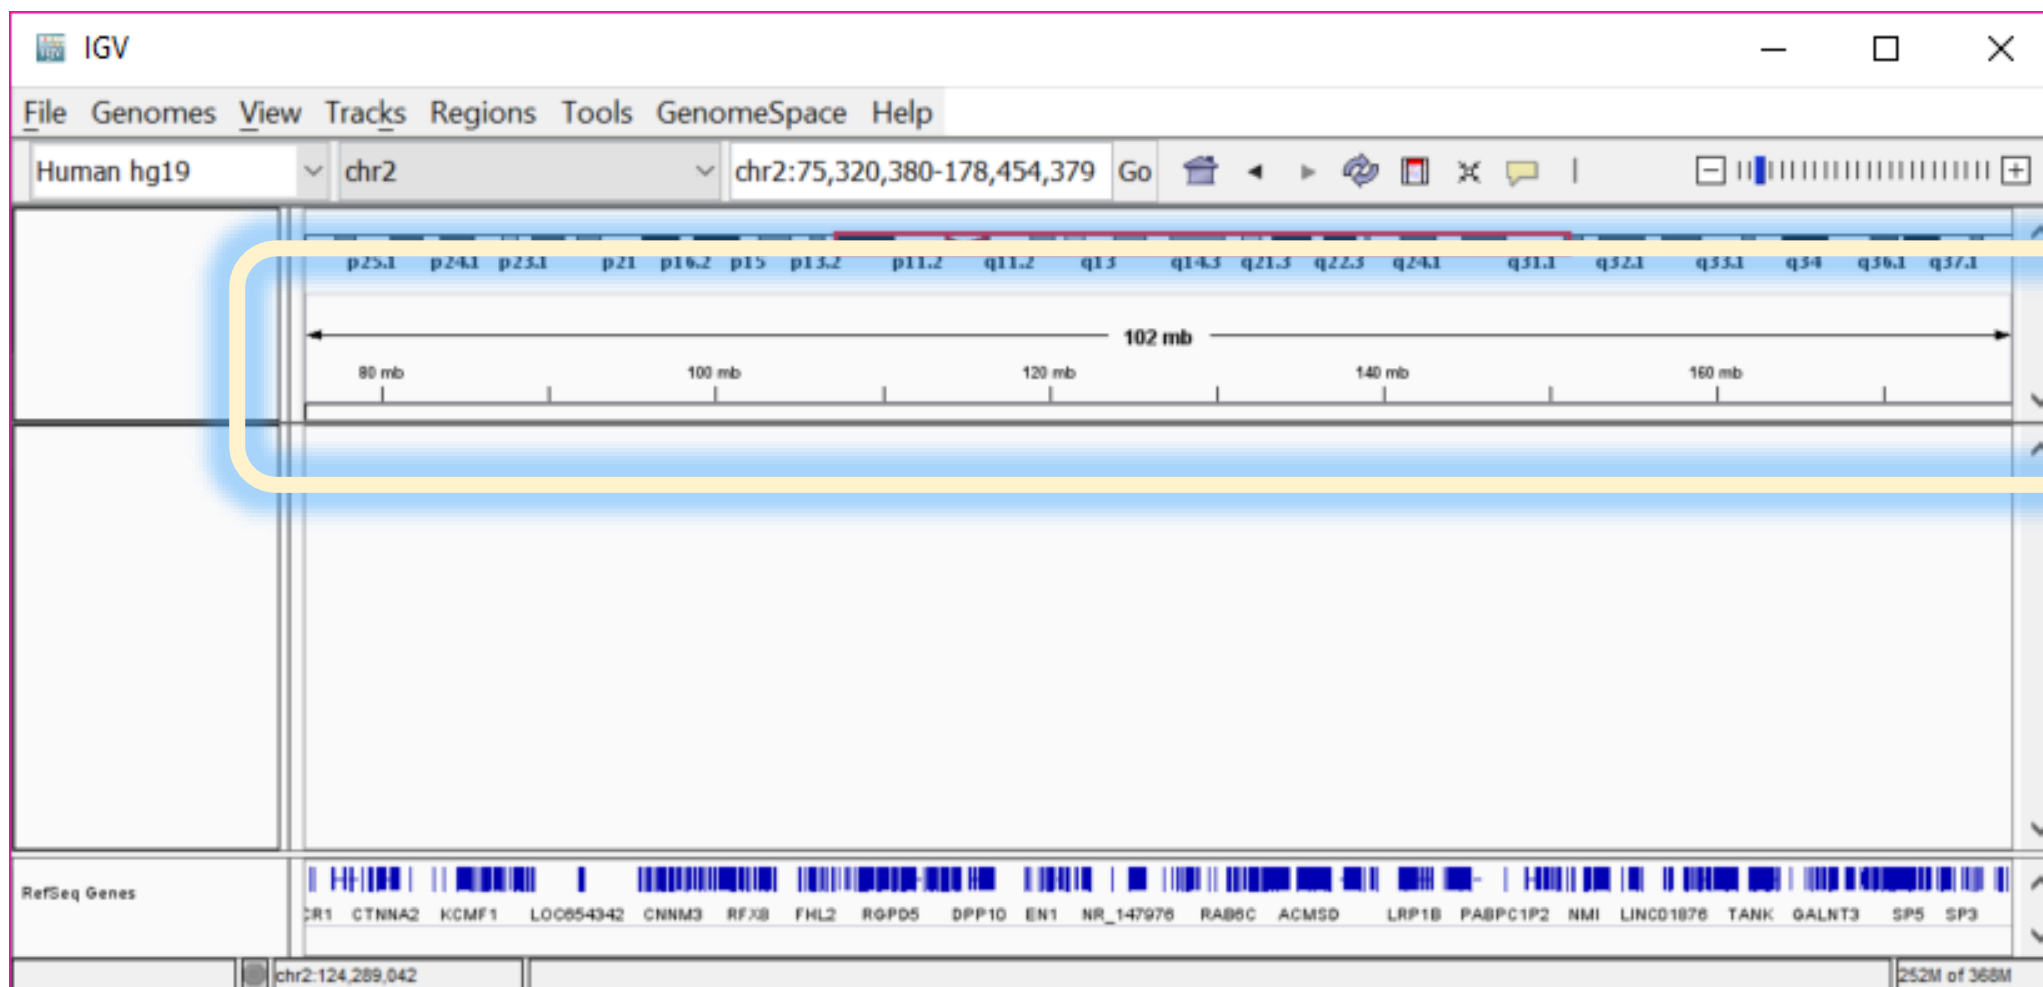 IGV
File Genomes View Tracks Regions Tools GenomeSpace Help
Human hg19 chr2 chr2:75,320,380-178,454,379 Go
p25.1 p24.1 p23.1 p21 p16.2 p15 p13.2 p11.2 q11.2 q13 q14.3 q21.3 q22.3 q24.1 q31.1 q32.1 q33.1 q34 q36.1 q37.1
102 mb
80 mb 100 mb 120 mb 140 mb 160 mb
RefSeq Genes
CR1 CTNNA2 KCMF1 LOC654342 CNNM3 RFX8 FHL2 RGPD5 DPP10 EN1 NR_147976 RAB6C ACMSD LRP1B PABPC1P2 NMI LINC01876 TANK GALNT3 SP5 SP3
chr2:124,289,042 252M of 368M